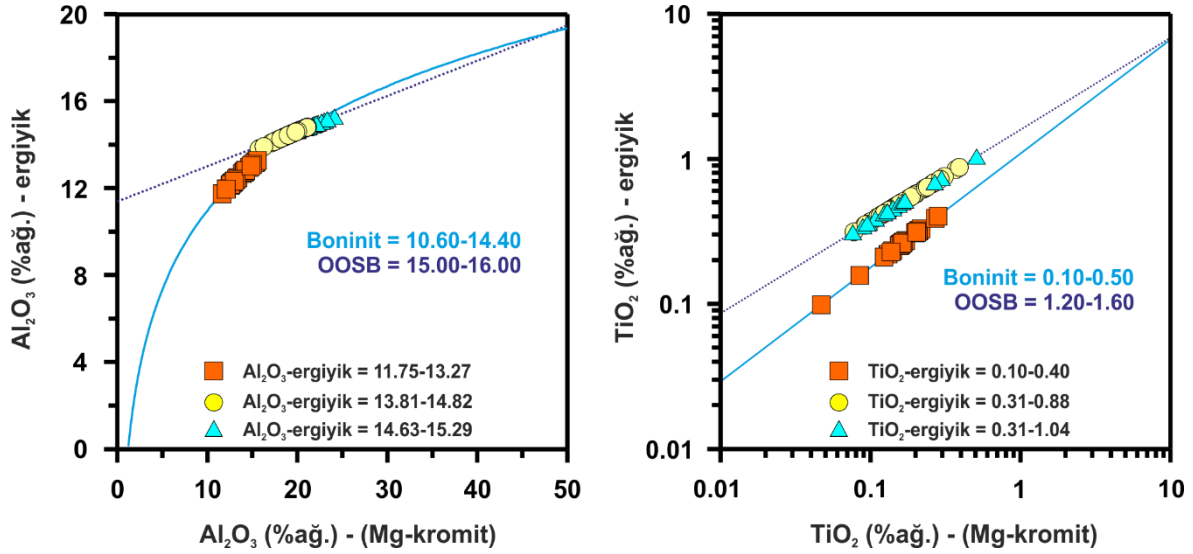 20
16
12
8
4
0
Al₂O₃ (%ağ.) - ergiyik
Boninit = 10.60-14.40
OOSB = 15.00-16.00
Al₂O₃-ergiyik = 11.75-13.27
Al₂O₃-ergiyik = 13.81-14.82
Al₂O₃-ergiyik = 14.63-15.29
0 10 20 30 40 50
Al₂O₃ (%ağ.) - (Mg-kromit)
10
1
0.1
0.01
TiO₂ (%ağ.) - ergiyik
Boninit = 0.10-0.50
OOSB = 1.20-1.60
TiO₂-ergiyik = 0.10-0.40
TiO₂-ergiyik = 0.31-0.88
TiO₂-ergiyik = 0.31-1.04
0.01 0.1 1 10
TiO₂ (%ağ.) - (Mg-kromit)